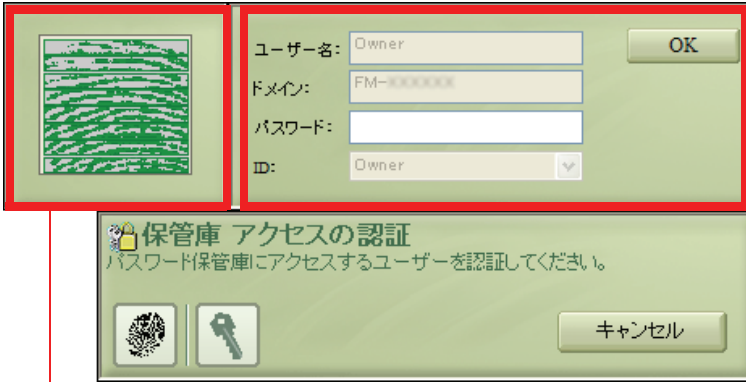 ユーザー名: Owner
OK
ドメイン: FM-
パスワード:
ID: Owner
保管庫 アクセスの認証
パスワード保管庫にアクセスするユーザーを認証してください。
キャンセル